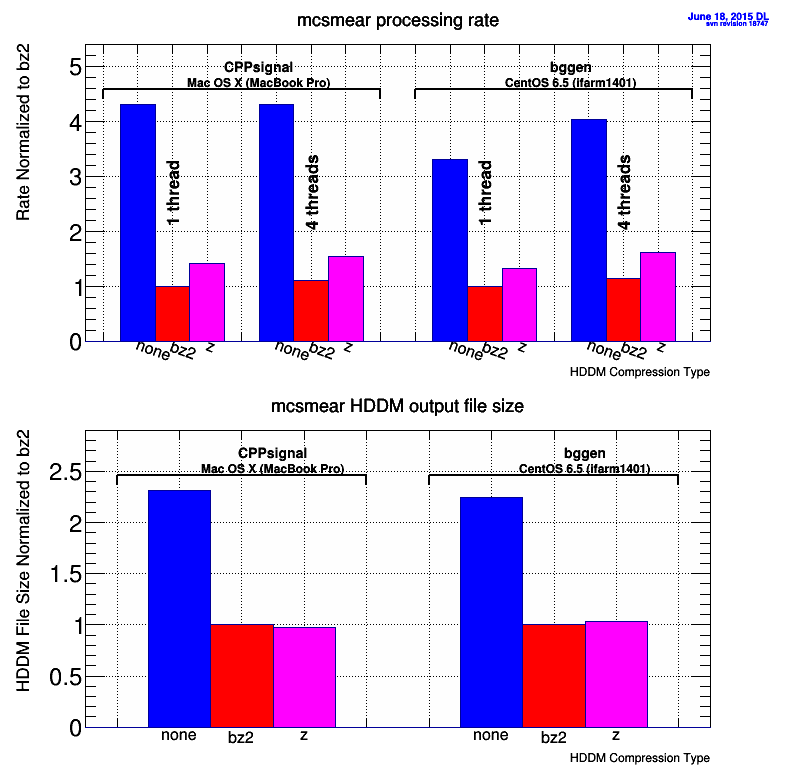 mcsmear processing rate
June 18, 2015 DL
svn revision 18747
Rate Normalized to bz2
5
4
3
2
1
0
CPPsignal
Mac OS X (MacBook Pro)
bggen
CentOS 6.5 (ifarm1401)
1 thread
4 threads
1 thread
4 threads
none bz2 z none bz2 z none bz2 z none bz2 z
HDDM Compression Type
mcsmear HDDM output file size
HDDM File Size Normalized to bz2
2.5
2
1.5
1
0.5
0
CPPsignal
Mac OS X (MacBook Pro)
bggen
CentOS 6.5 (ifarm1401)
none bz2 z none bz2 z
HDDM Compression Type